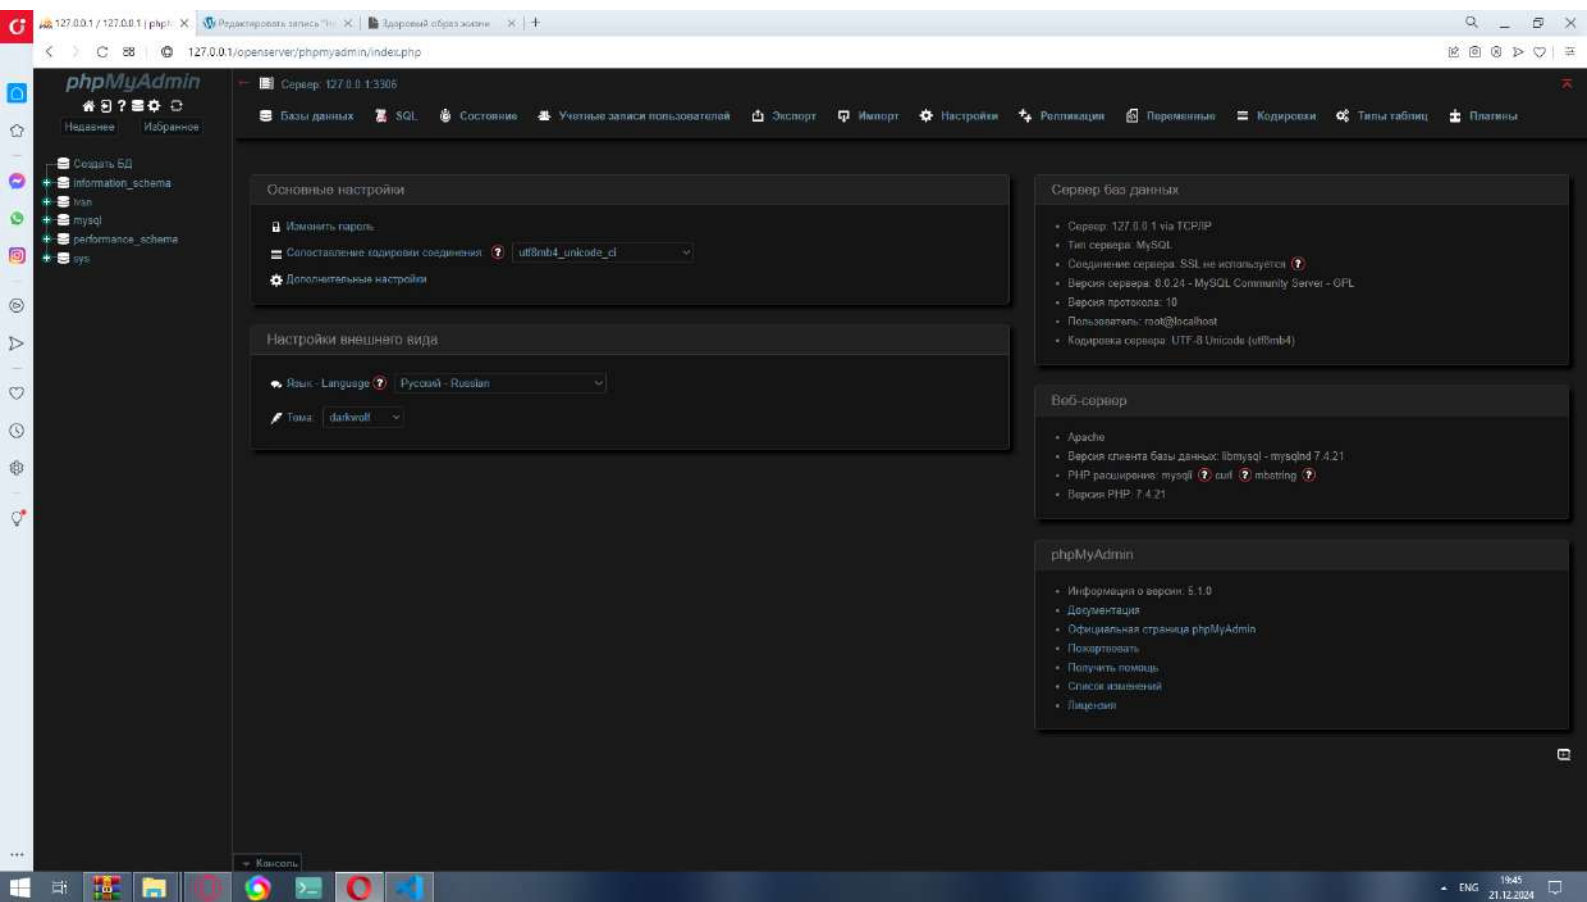 127.0.0.1 / 127.0.0.1 | phpM
Редактировать запись "Не
Здоровый образ жизни
127.0.0.1/openserver/phpmyadmin/index.php
phpMyAdmin
Недавнее Избранное
Создать БД
information_schema
ivan
mysql
performance_schema
sys
Сервер: 127.0.0.1:3306
Базы данных SQL Состояние Учетные записи пользователей Экспорт Импорт Настройки Репликация Переменные Кодировки Типы таблиц Плагины
Основные настройки
Изменить пароль
Сопоставление кодировки соединения utf8mb4_unicode_ci
Дополнительные настройки
Настройки внешнего вида
Язык - Language Русский - Russian
Тема: darkwolf
Сервер баз данных
Сервер: 127.0.0.1 via TCP/IP
Тип сервера: MySQL
Соединение сервера: SSL не используется
Версия сервера: 8.0.24 - MySQL Community Server - GPL
Версия протокола: 10
Пользователь: root@localhost
Кодировка сервера: UTF-8 Unicode (utf8mb4)
Веб-сервер
Apache
Версия клиента базы данных: libmysql - mysqlnd 7.4.21
PHP расширение: mysqli curl mbstring
Версия PHP: 7.4.21
phpMyAdmin
Информация о версии: 5.1.0
Документация
Официальная страница phpMyAdmin
Пожертвовать
Получить помощь
Список изменений
Лицензия
Консоль
ENG
19:45
21.12.2024